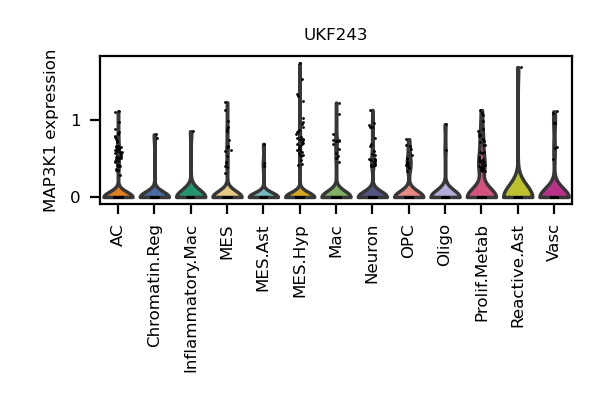 UKF243
MAP3K1 expression
1
0
AC
Chromatin.Reg
Inflammatory.Mac
MES
MES.Ast
MES.Hyp
Mac
Neuron
OPC
Oligo
Prolif.Metab
Reactive.Ast
Vasc